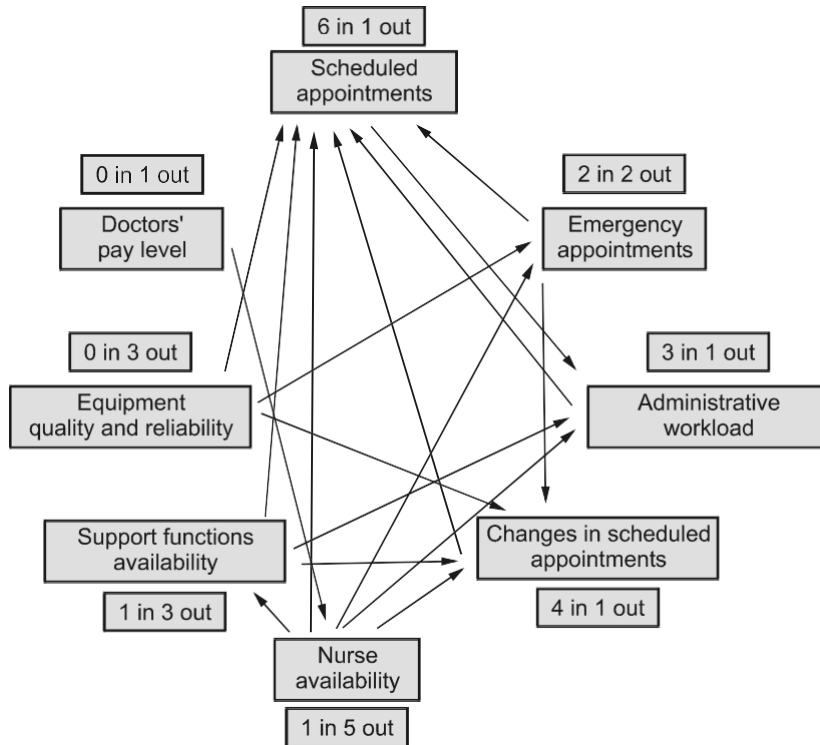 6 in 1 out
Scheduled
appointments
0 in 1 out
Doctors'
pay level
2 in 2 out
Emergency
appointments
0 in 3 out
Equipment
quality and reliability
3 in 1 out
Administrative
workload
Support functions
availability
1 in 3 out
Changes in scheduled
appointments
4 in 1 out
Nurse
availability
1 in 5 out